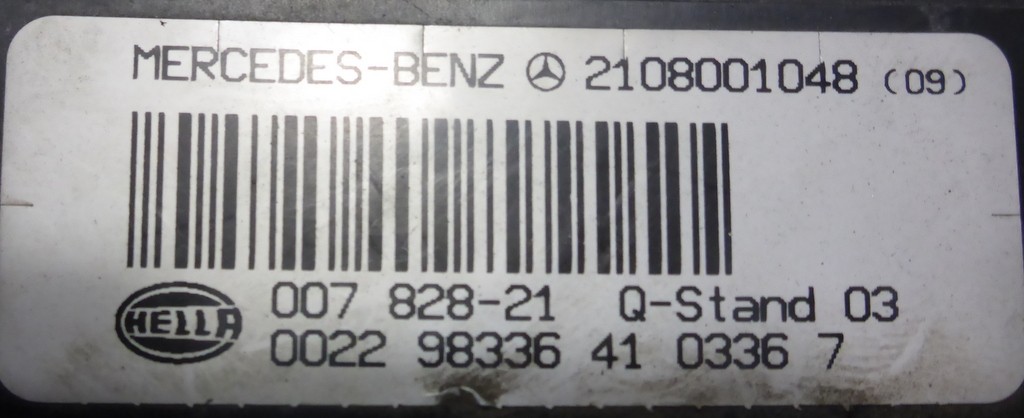 MERCEDES-BENZ 2108001048 (09)
HELLA
007 828-21 Q-Stand 03
0022 98336 41 0336 7